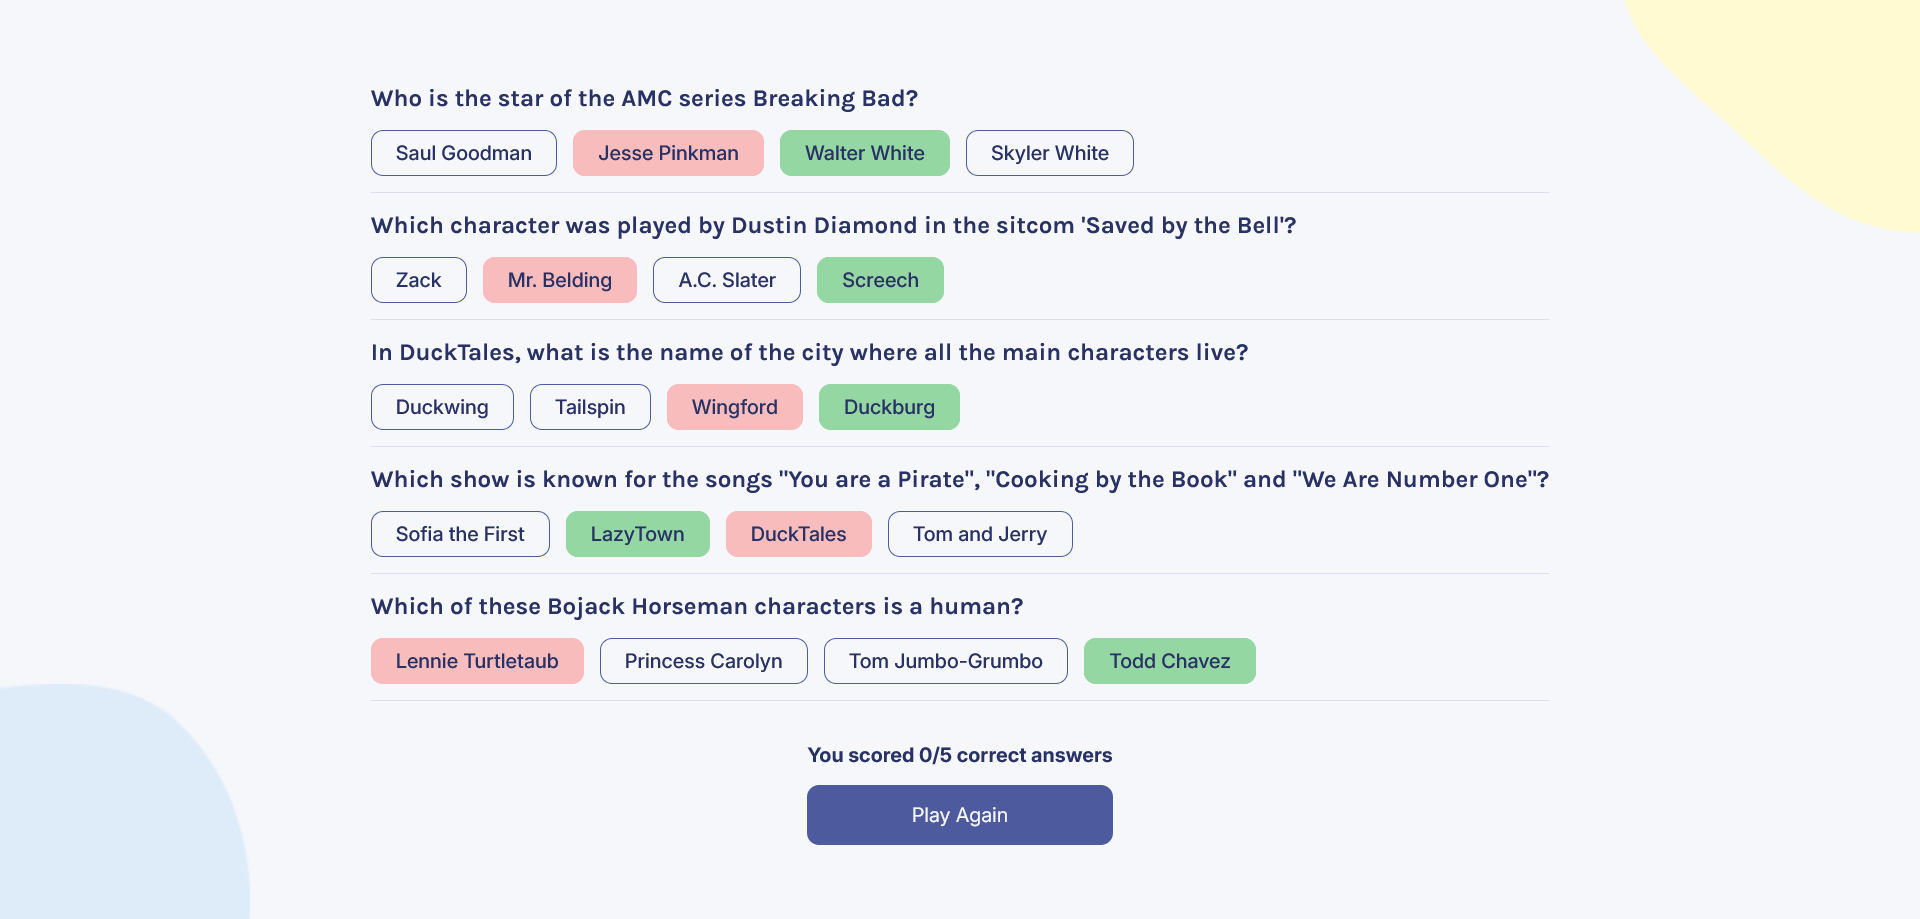 Who is the star of the AMC series Breaking Bad?
Saul Goodman Jesse Pinkman Walter White Skyler White
Which character was played by Dustin Diamond in the sitcom 'Saved by the Bell'?
Zack Mr. Belding A.C. Slater Screech
In DuckTales, what is the name of the city where all the main characters live?
Duckwing Tailspin Wingford Duckburg
Which show is known for the songs "You are a Pirate", "Cooking by the Book" and "We Are Number One"?
Sofia the First LazyTown DuckTales Tom and Jerry
Which of these Bojack Horseman characters is a human?
Lennie Turtletaub Princess Carolyn Tom Jumbo-Grumbo Todd Chavez
You scored 0/5 correct answers
Play Again